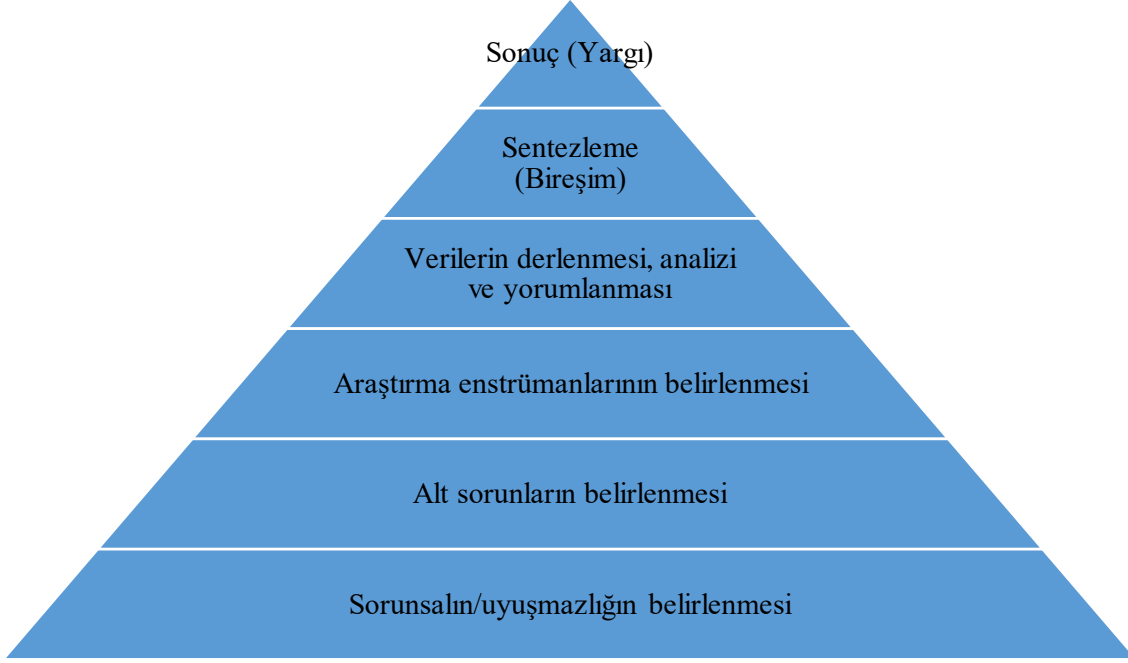 Sonuç (Yargı)
Sentezleme
(Bireşim)
Verilerin derlenmesi, analizi
ve yorumlanması
Araştırma enstrümanlarının belirlenmesi
Alt sorunların belirlenmesi
Sorunsalın/uyuşmazlığın belirlenmesi